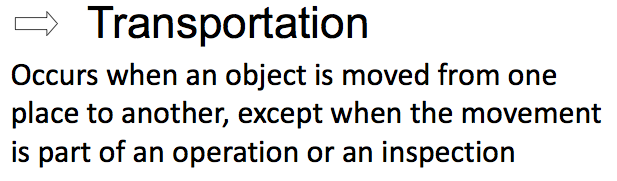 Transportation
Occurs when an object is moved from one
place to another, except when the movement
is part of an operation or an inspection